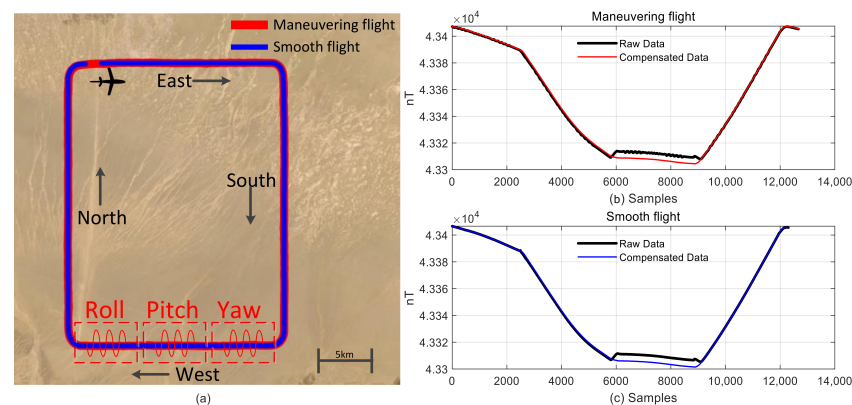 Maneuvering flight
Smooth flight
East
South
North
Roll Pitch Yaw
5km
West
(a)
Maneuvering flight
×10⁴
Raw Data
Compensated Data
nT
4.34
4.338
4.336
4.334
4.332
4.33
0 2000 4000 6000 8000 10,000 12,000 14,000
(b) Samples
Smooth flight
×10⁴
Raw Data
Compensated Data
nT
4.34
4.338
4.336
4.334
4.332
4.33
0 2000 4000 6000 8000 10,000 12,000 14,000
(c) Samples